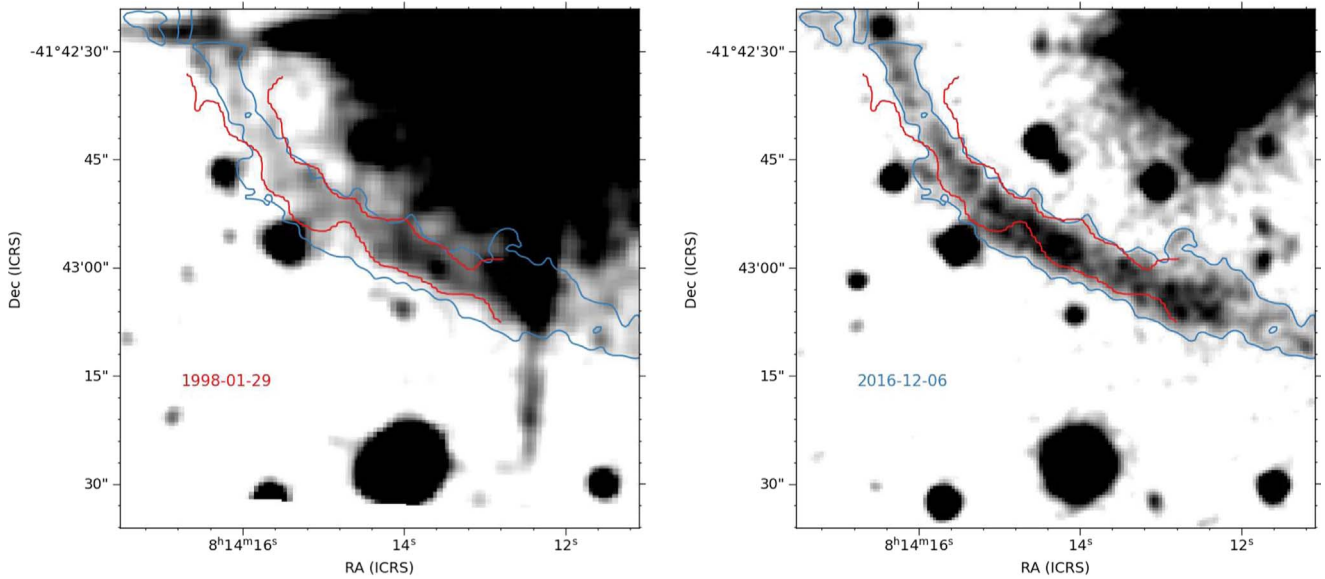 -41°42'30"
45"
43'00"
15"
30"
Dec (ICRS)
1998-01-29
8ʰ14ᵐ16ˢ
14ˢ
12ˢ
RA (ICRS)
-41°42'30"
45"
43'00"
15"
30"
Dec (ICRS)
2016-12-06
8ʰ14ᵐ16ˢ
14ˢ
12ˢ
RA (ICRS)